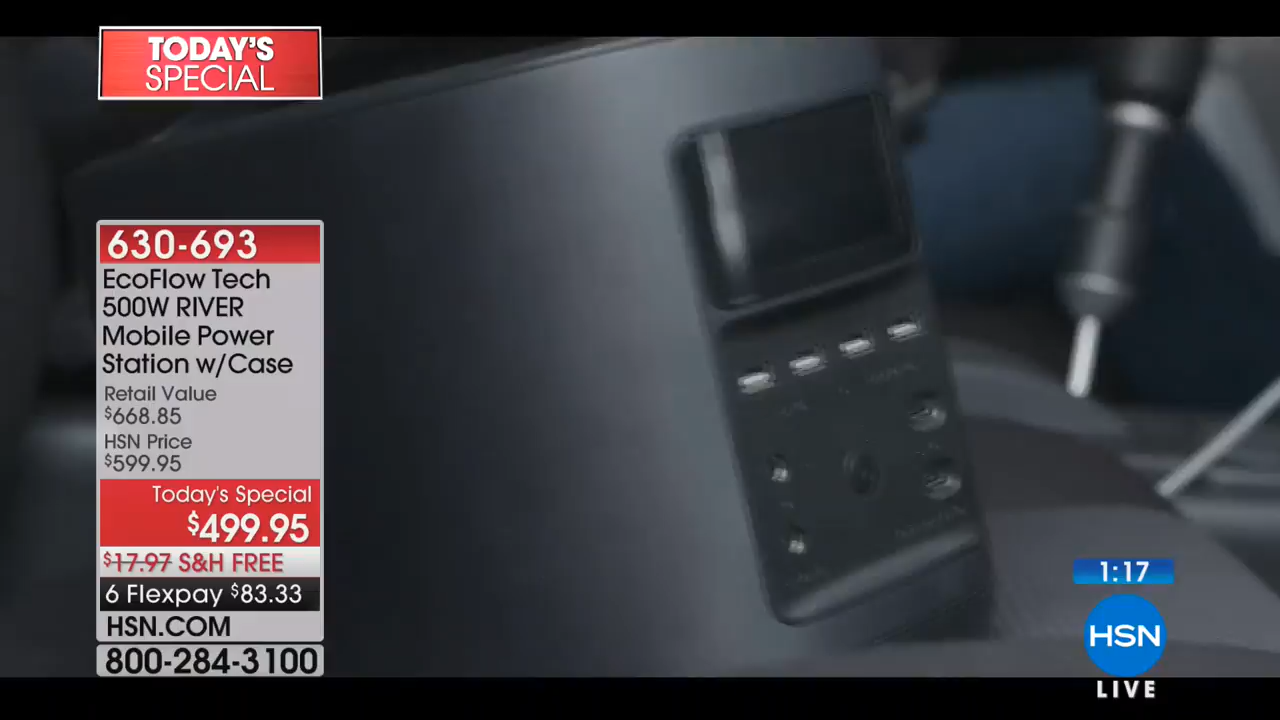 TODAY'S
SPECIAL
630-693
EcoFlow Tech
500W RIVER
Mobile Power
Station w/Case
Retail Value
$668.85
HSN Price
$599.95
Today's Special
$499.95
$17.97 S&H FREE
6 Flexpay $83.33
HSN.COM
800-284-3100
1:17
HSN
LIVE